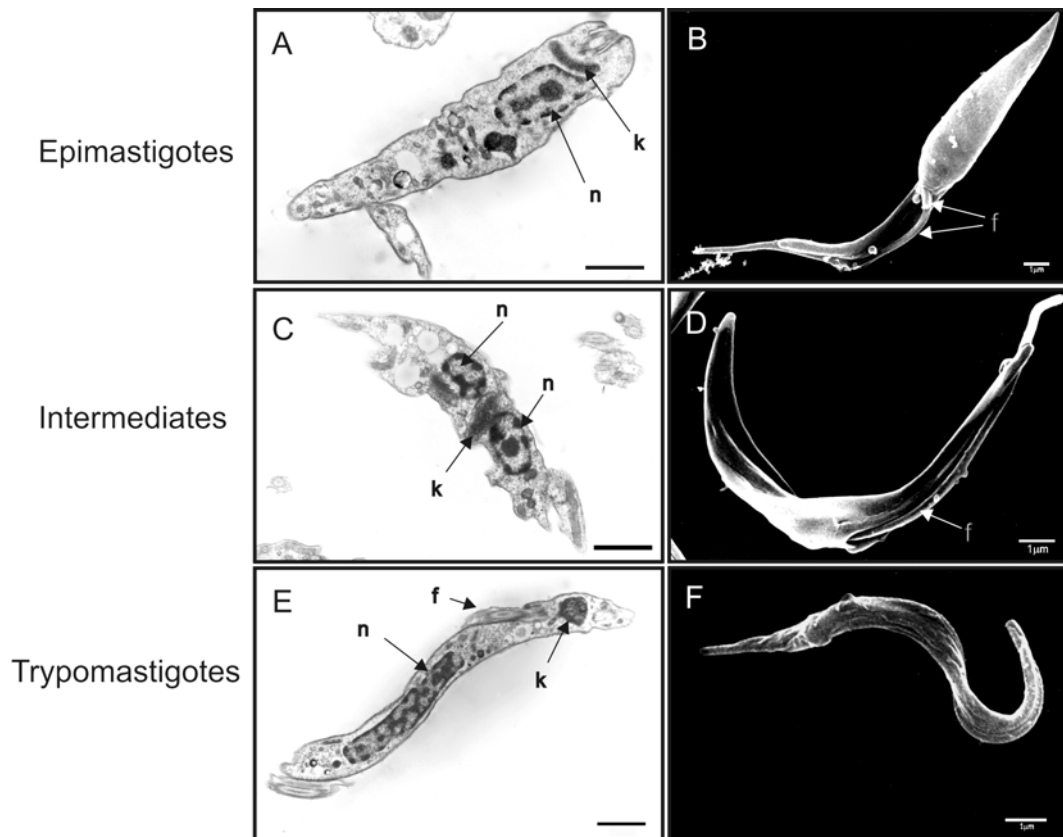 Epimastigotes
A
k
n
B
f
1µm
Intermediates
C
n
n
k
D
f
1µm
Trypomastigotes
E
f
n
k
F
1µm